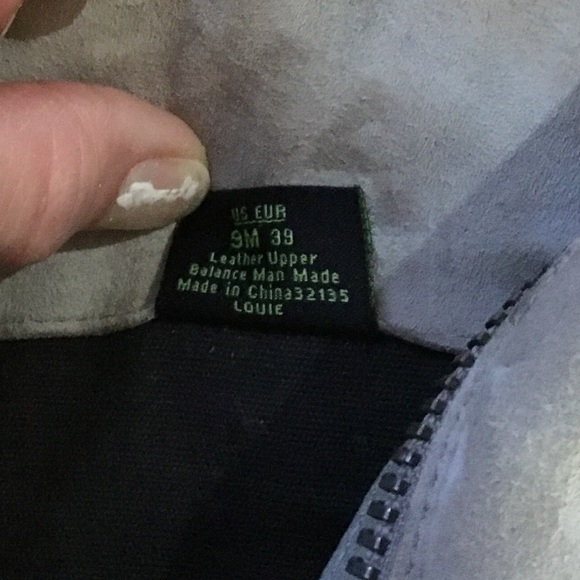 US EUR
9M 39
Leather Upper
Balance Man Made
Made in China32135
LOUIE